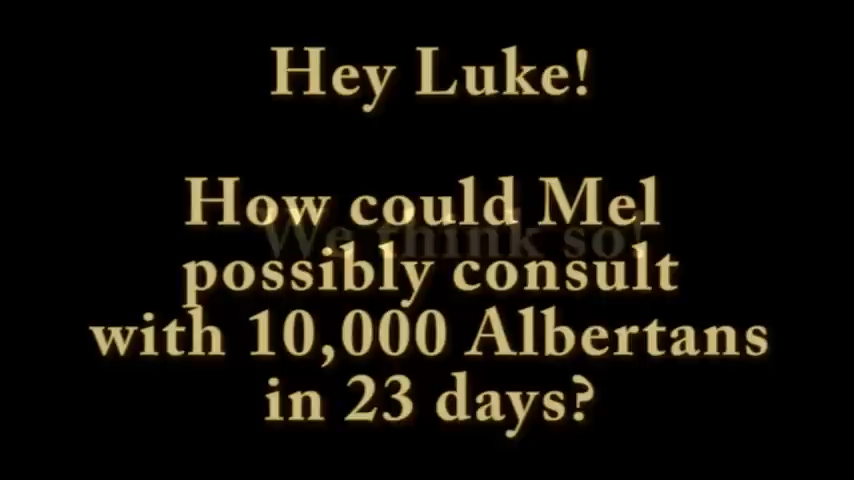 Hey Luke!
How could Mel
We think so!
possibly consult
with 10,000 Albertans
in 23 days?